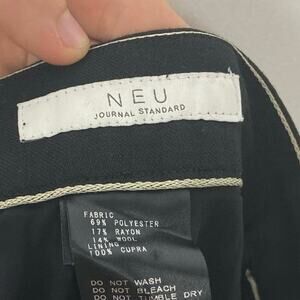 NEU
JOURNAL STANDARD
FABRIC
69% POLYESTER
17% RAYON
14% WOOL
LINING
100% CUPRA
DO NOT WASH
DO NOT BLEACH
DO NOT TUMBLE DRY